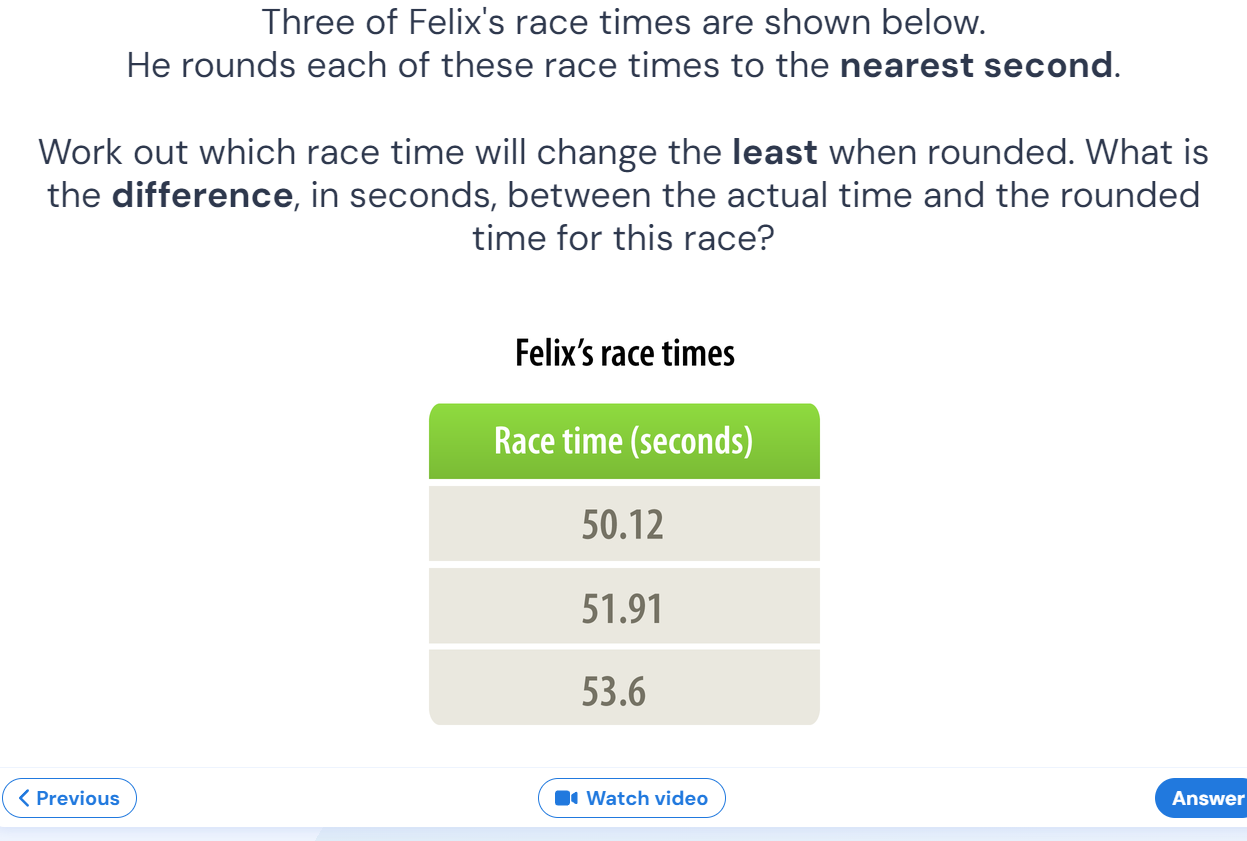 Three of Felix's race times are shown below.
He rounds each of these race times to the nearest second.
Work out which race time will change the least when rounded. What is
the difference, in seconds, between the actual time and the rounded
time for this race?
Felix’s race times
Race time (seconds)
50.12
51.91
53.6
Previous
Watch video
Answer